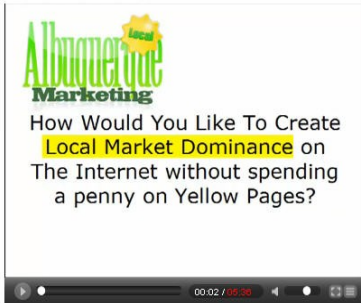 Local
Albuquerque
Marketing
How Would You Like To Create
Local Market Dominance on
The Internet without spending
a penny on Yellow Pages?
00:02 / 05:30